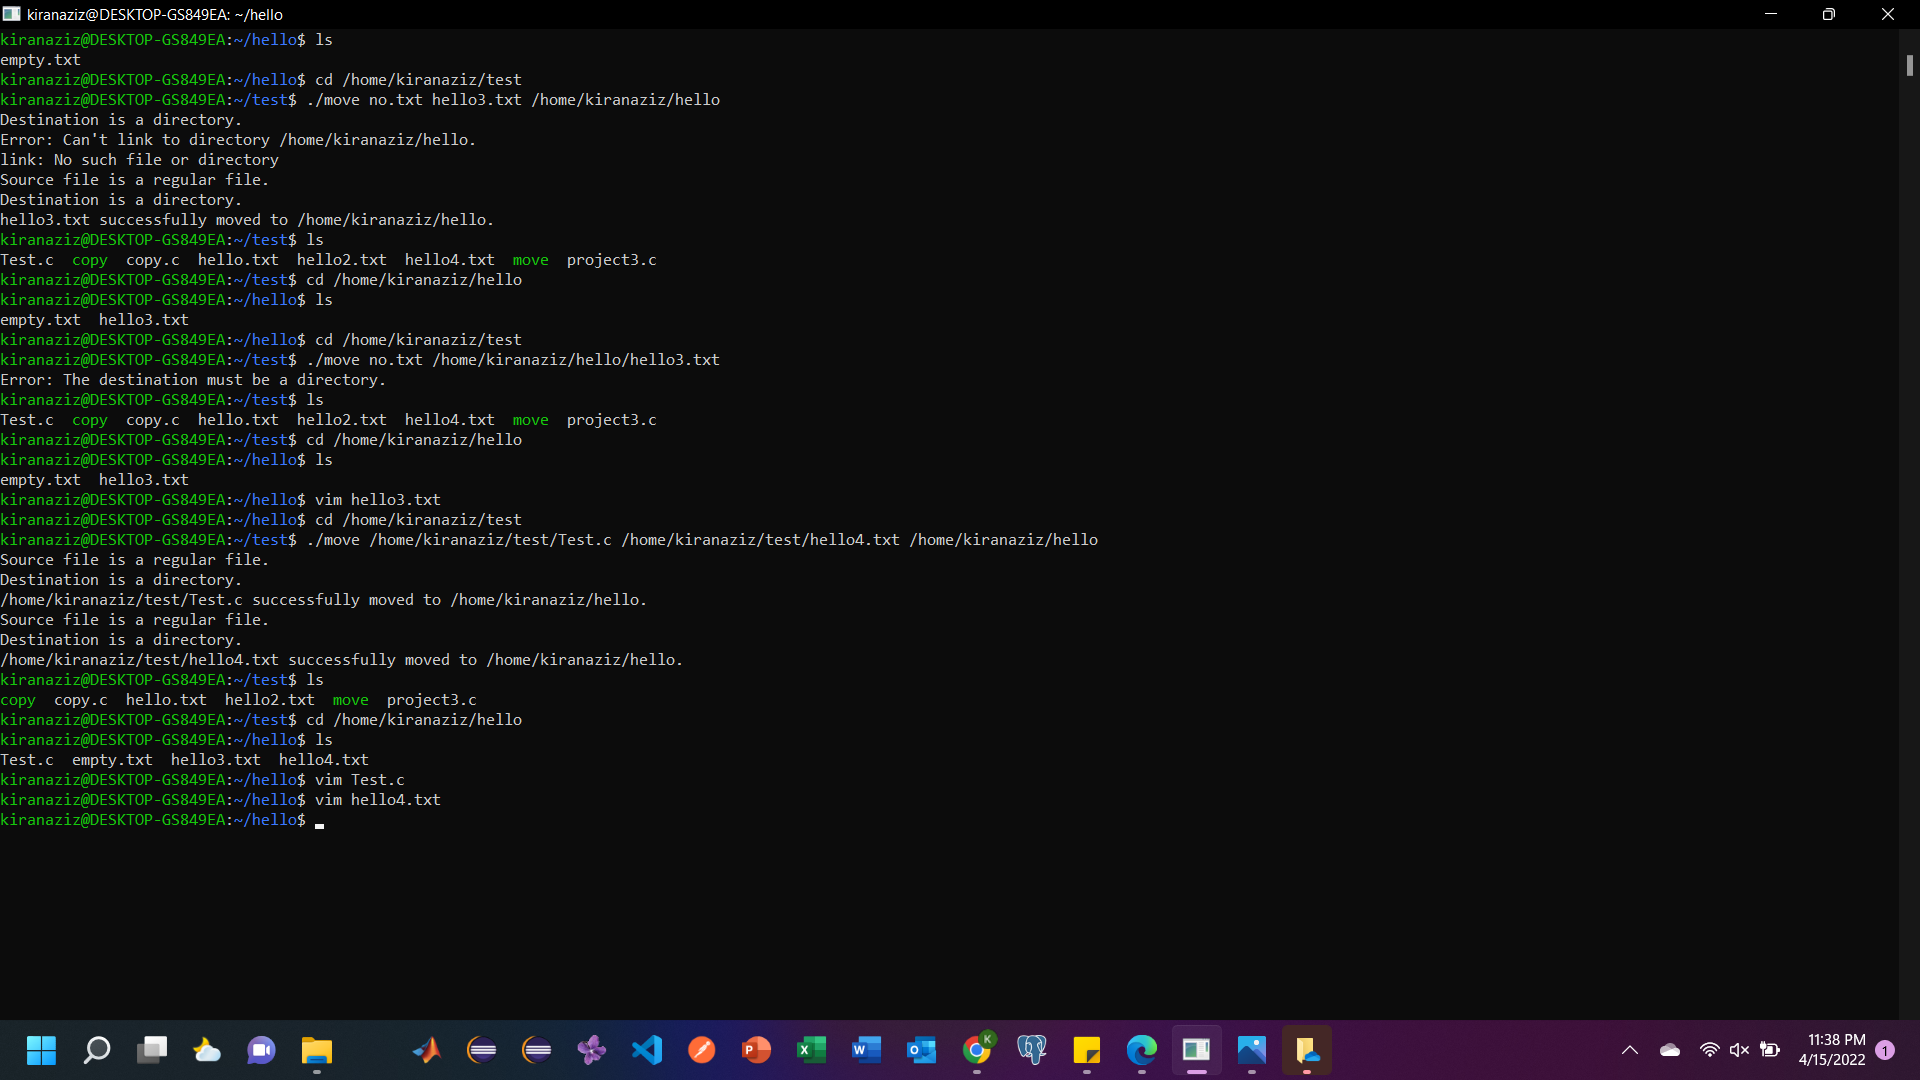 kiranaziz@DESKTOP-GS849EA: ~/hello
kiranaziz@DESKTOP-GS849EA:~/hello$ ls
empty.txt
kiranaziz@DESKTOP-GS849EA:~/hello$ cd /home/kiranaziz/test
kiranaziz@DESKTOP-GS849EA:~/test$ ./move no.txt hello3.txt /home/kiranaziz/hello
Destination is a directory.
Error: Can't link to directory /home/kiranaziz/hello.
link: No such file or directory
Source file is a regular file.
Destination is a directory.
hello3.txt successfully moved to /home/kiranaziz/hello.
kiranaziz@DESKTOP-GS849EA:~/test$ ls
Test.c  copy  copy.c  hello.txt  hello2.txt  hello4.txt  move  project3.c
kiranaziz@DESKTOP-GS849EA:~/test$ cd /home/kiranaziz/hello
kiranaziz@DESKTOP-GS849EA:~/hello$ ls
empty.txt  hello3.txt
kiranaziz@DESKTOP-GS849EA:~/hello$ cd /home/kiranaziz/test
kiranaziz@DESKTOP-GS849EA:~/test$ ./move no.txt /home/kiranaziz/hello/hello3.txt
Error: The destination must be a directory.
kiranaziz@DESKTOP-GS849EA:~/test$ ls
Test.c  copy  copy.c  hello.txt  hello2.txt  hello4.txt  move  project3.c
kiranaziz@DESKTOP-GS849EA:~/test$ cd /home/kiranaziz/hello
kiranaziz@DESKTOP-GS849EA:~/hello$ ls
empty.txt  hello3.txt
kiranaziz@DESKTOP-GS849EA:~/hello$ vim hello3.txt
kiranaziz@DESKTOP-GS849EA:~/hello$ cd /home/kiranaziz/test
kiranaziz@DESKTOP-GS849EA:~/test$ ./move /home/kiranaziz/test/Test.c /home/kiranaziz/test/hello4.txt /home/kiranaziz/hello
Source file is a regular file.
Destination is a directory.
/home/kiranaziz/test/Test.c successfully moved to /home/kiranaziz/hello.
Source file is a regular file.
Destination is a directory.
/home/kiranaziz/test/hello4.txt successfully moved to /home/kiranaziz/hello.
kiranaziz@DESKTOP-GS849EA:~/test$ ls
copy  copy.c  hello.txt  hello2.txt  move  project3.c
kiranaziz@DESKTOP-GS849EA:~/test$ cd /home/kiranaziz/hello
kiranaziz@DESKTOP-GS849EA:~/hello$ ls
Test.c  empty.txt  hello3.txt  hello4.txt
kiranaziz@DESKTOP-GS849EA:~/hello$ vim Test.c
kiranaziz@DESKTOP-GS849EA:~/hello$ vim hello4.txt
kiranaziz@DESKTOP-GS849EA:~/hello$
P X W O K
11:38 PM
4/15/2022
1